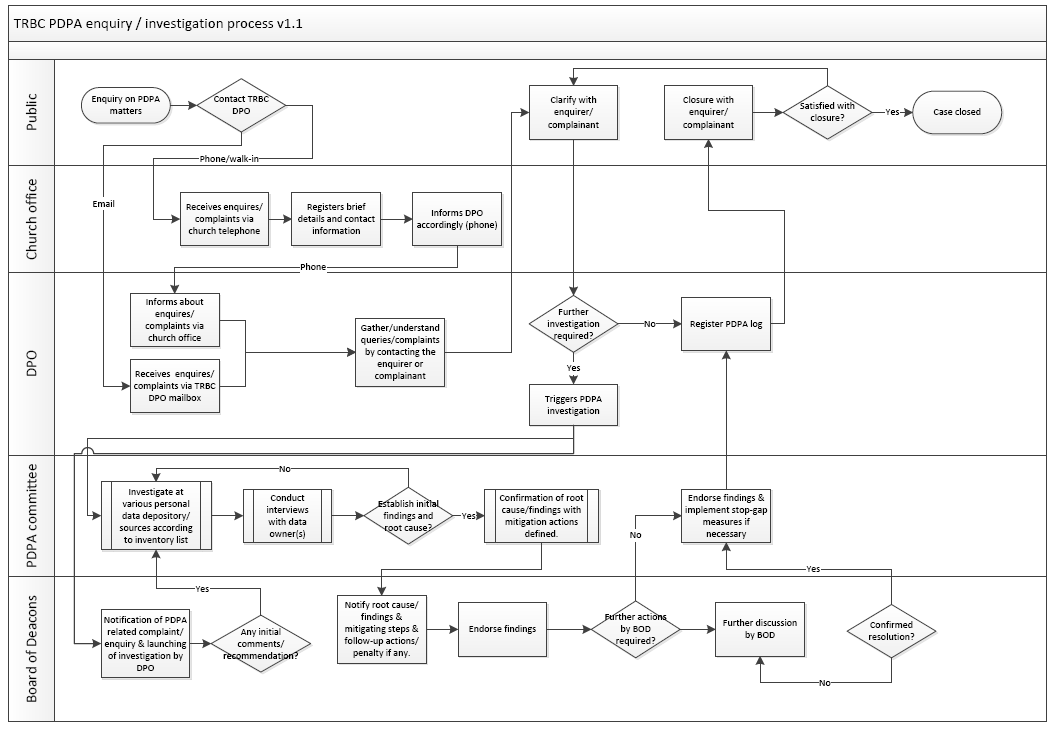 TRBC PDPA enquiry / investigation process v1.1
Public
Enquiry on PDPA
matters
Contact TRBC
DPO
Clarify with
enquirer/
complainant
Closure with
enquirer/
complainant
Satisfied with
closure?
Yes
Case closed
Phone/walk-in
Email
Church office
Receives enquires/
complaints via
church telephone
Registers brief
details and contact
information
Informs DPO
accordingly (phone)
Phone
DPO
Informs about
enquires/
complaints via
church office
Receives enquires/
complaints via TRBC
DPO mailbox
Gather/understand
queries/complaints
by contacting the
enquirer or
complainant
Further
investigation
required?
No
Register PDPA log
Yes
Triggers PDPA
investigation
PDPA committee
No
Investigate at
various personal
data depository/
sources according
to inventory list
Conduct
interviews
with data
owner(s)
Establish initial
findings and
root cause?
Yes
Confirmation of root
cause/findings with
mitigation actions
defined.
Endorse findings &
implement stop-gap
measures if
necessary
No
Yes
Board of Deacons
Yes
Notification of PDPA
related complaint/
enquiry & launching
of investigation by
DPO
Any initial
comments/
recommendation?
Notify root cause/
findings &
mitigating steps &
follow-up actions/
penalty if any.
Endorse findings
Further actions
by BOD
required?
Further discussion
by BOD
Confirmed
resolution?
No